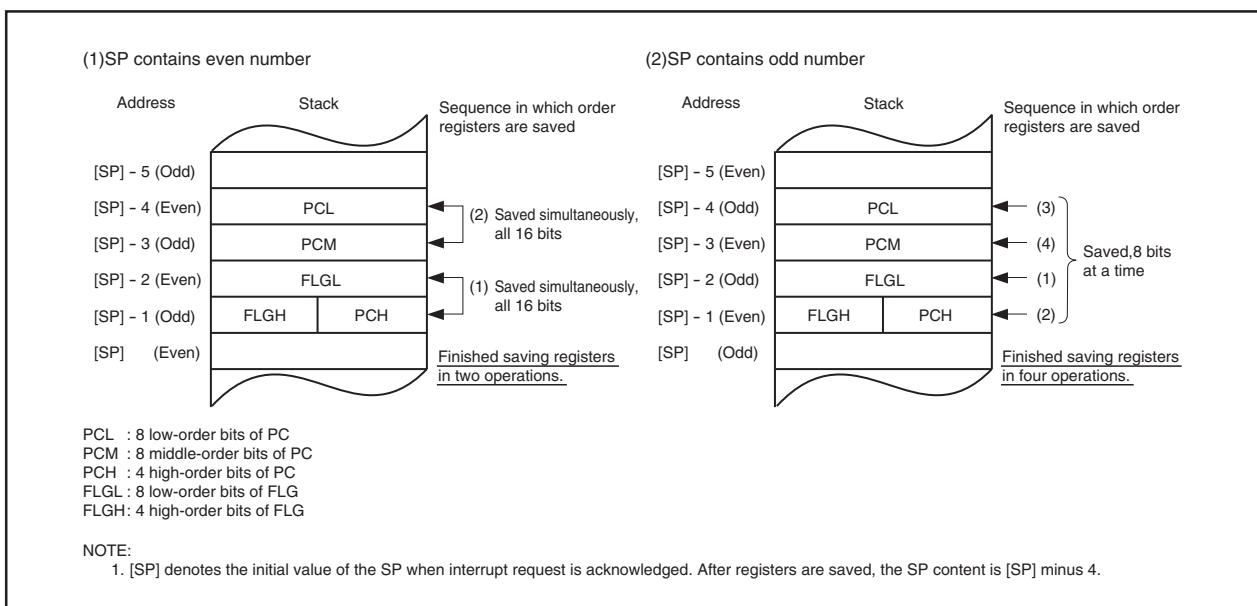 (1)SP contains even number
Address
Stack
Sequence in which order
registers are saved
[SP] - 5 (Odd)
[SP] - 4 (Even)
PCL
[SP] - 3 (Odd)
PCM
(2) Saved simultaneously,
all 16 bits
[SP] - 2 (Even)
FLGL
[SP] - 1 (Odd)
FLGH
PCH
(1) Saved simultaneously,
all 16 bits
[SP] (Even)
Finished saving registers
in two operations.
(2)SP contains odd number
Address
Stack
Sequence in which order
registers are saved
[SP] - 5 (Even)
[SP] - 4 (Odd)
PCL
(3)
[SP] - 3 (Even)
PCM
(4)
[SP] - 2 (Odd)
FLGL
(1)
[SP] - 1 (Even)
FLGH
PCH
(2)
Saved,8 bits
at a time
[SP] (Odd)
Finished saving registers
in four operations.
PCL : 8 low-order bits of PC
PCM : 8 middle-order bits of PC
PCH : 4 high-order bits of PC
FLGL : 8 low-order bits of FLG
FLGH : 4 high-order bits of FLG
NOTE:
1. [SP] denotes the initial value of the SP when interrupt request is acknowledged. After registers are saved, the SP content is [SP] minus 4.